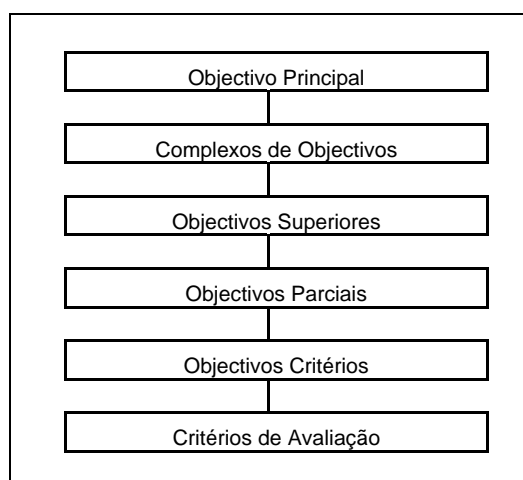 Objectivo Principal
Complexos de Objectivos
Objectivos Superiores
Objectivos Parciais
Objectivos Critérios
Critérios de Avaliação